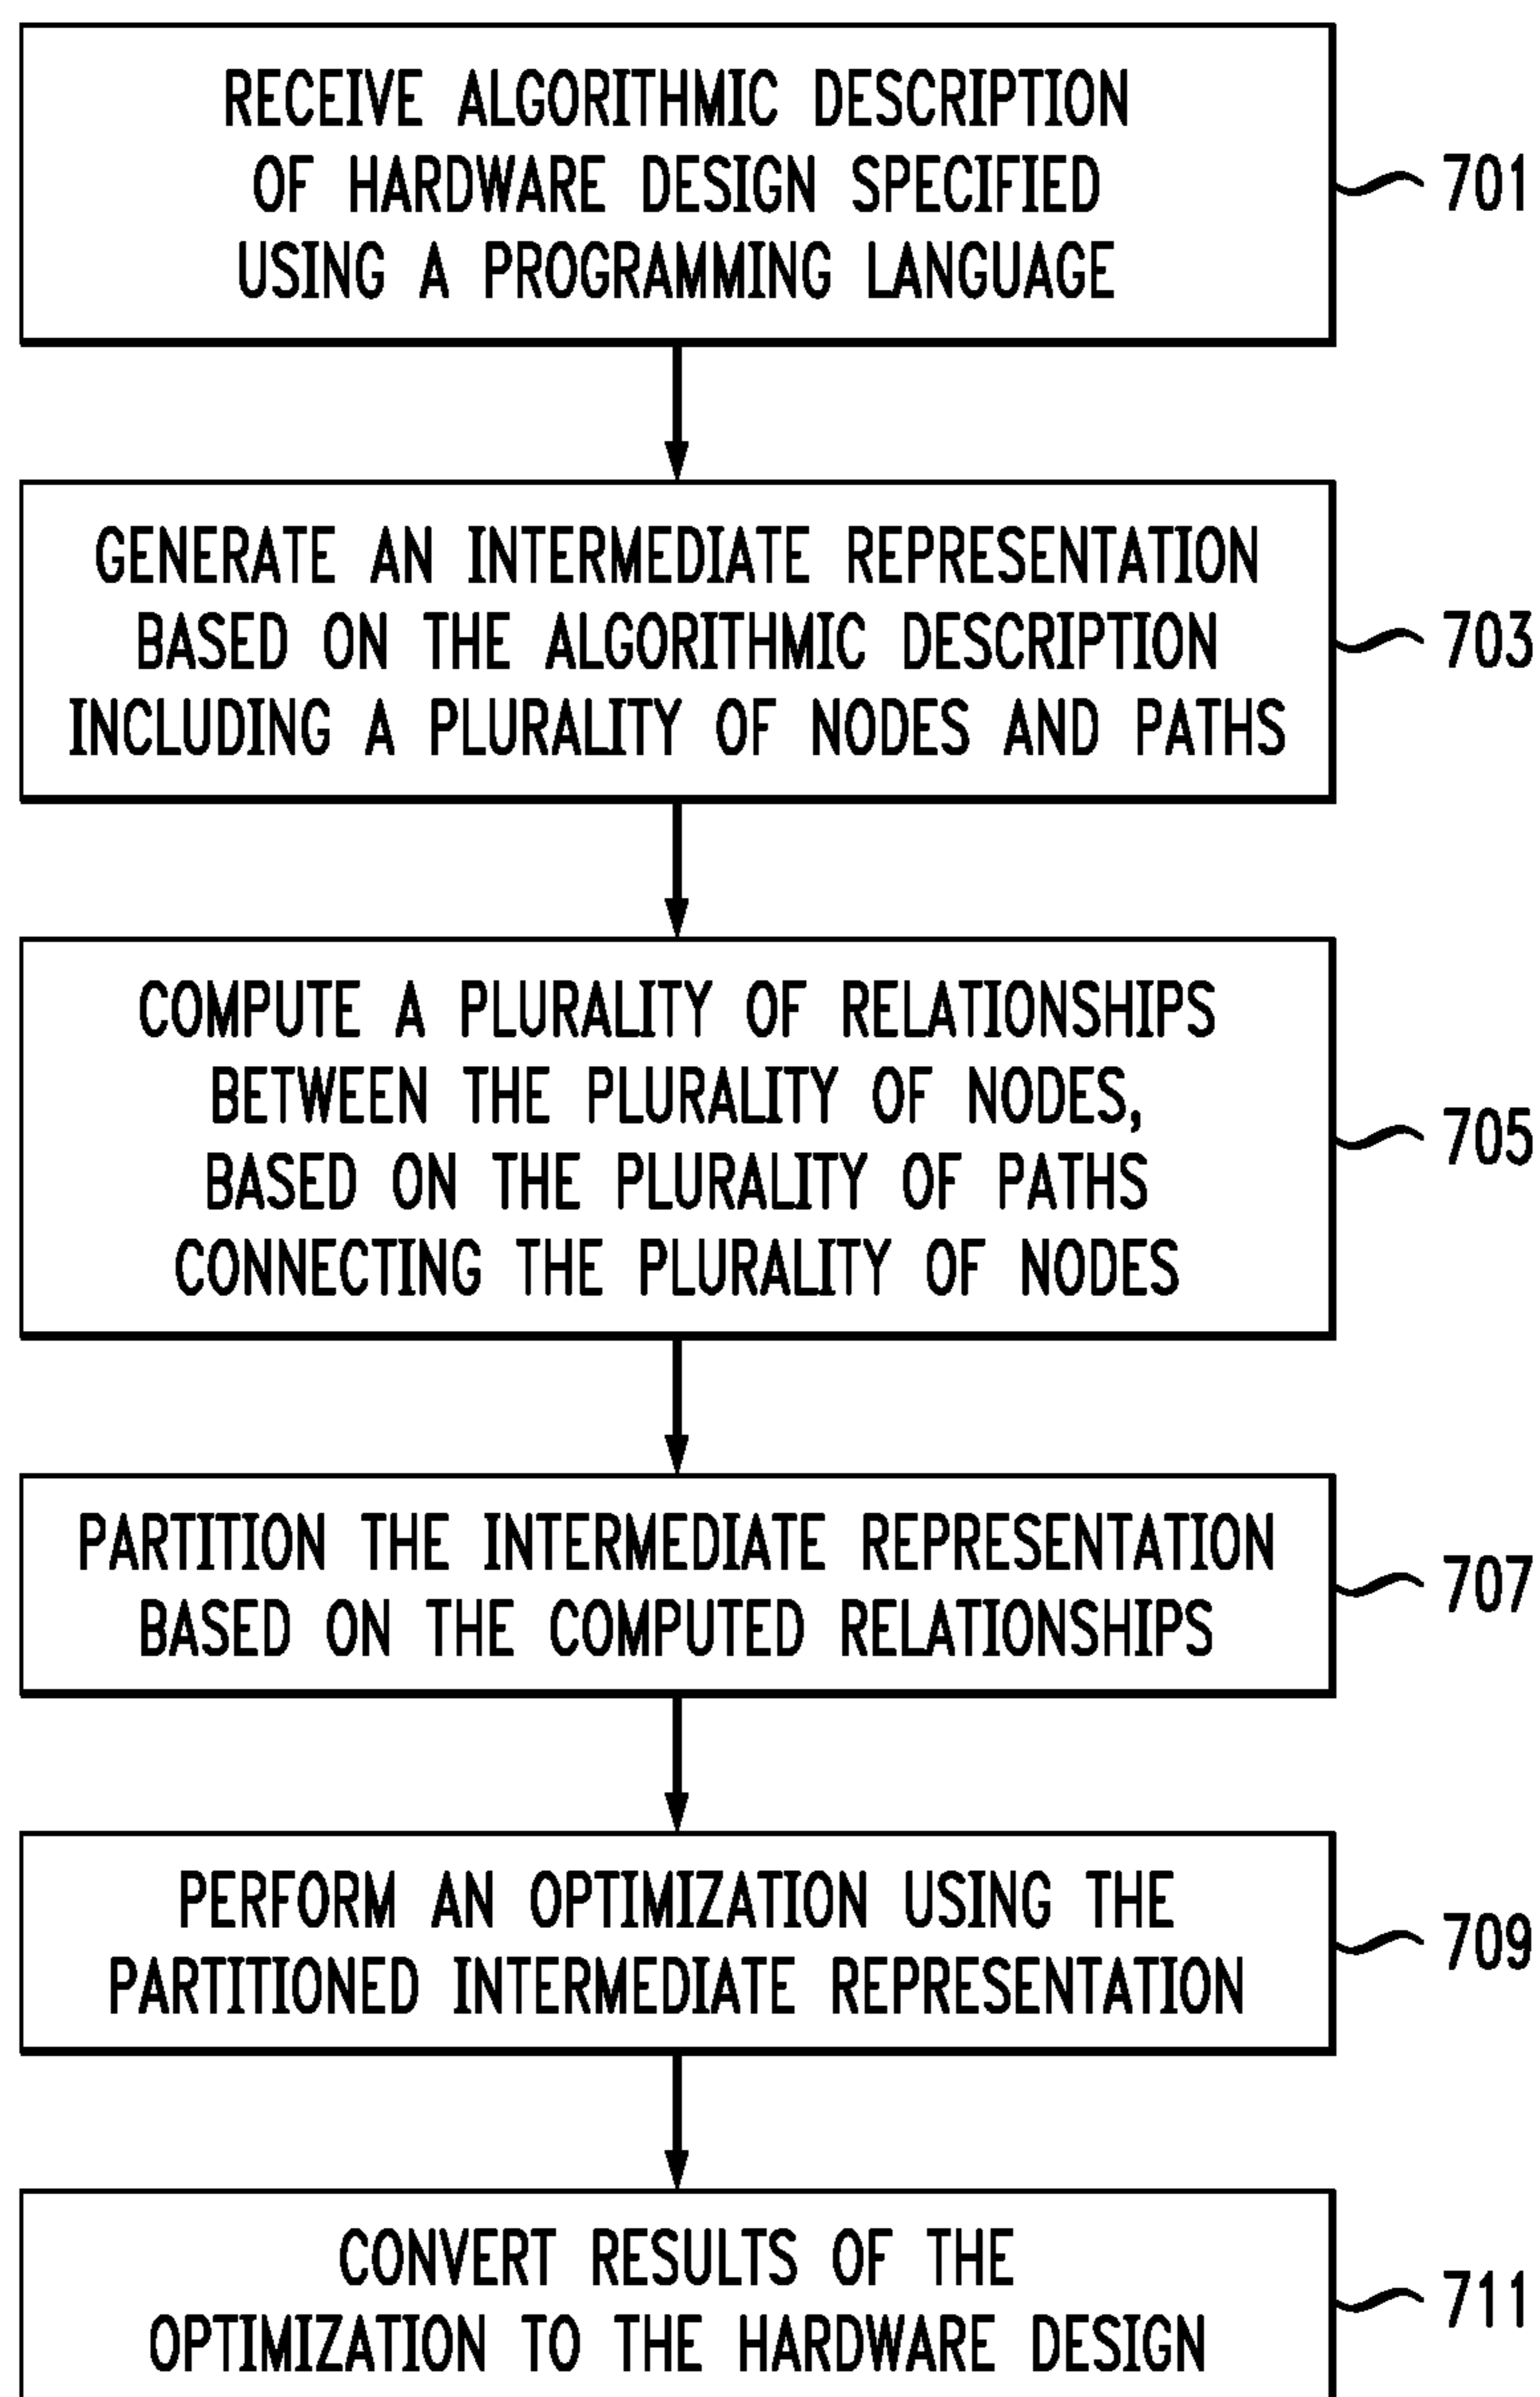 RECEIVE ALGORITHMIC DESCRIPTION
OF HARDWARE DESIGN SPECIFIED
USING A PROGRAMMING LANGUAGE
701
GENERATE AN INTERMEDIATE REPRESENTATION
BASED ON THE ALGORITHMIC DESCRIPTION
INCLUDING A PLURALITY OF NODES AND PATHS
703
COMPUTE A PLURALITY OF RELATIONSHIPS
BETWEEN THE PLURALITY OF NODES,
BASED ON THE PLURALITY OF PATHS
CONNECTING THE PLURALITY OF NODES
705
PARTITION THE INTERMEDIATE REPRESENTATION
BASED ON THE COMPUTED RELATIONSHIPS
707
PERFORM AN OPTIMIZATION USING THE
PARTITIONED INTERMEDIATE REPRESENTATION
709
CONVERT RESULTS OF THE
OPTIMIZATION TO THE HARDWARE DESIGN
711